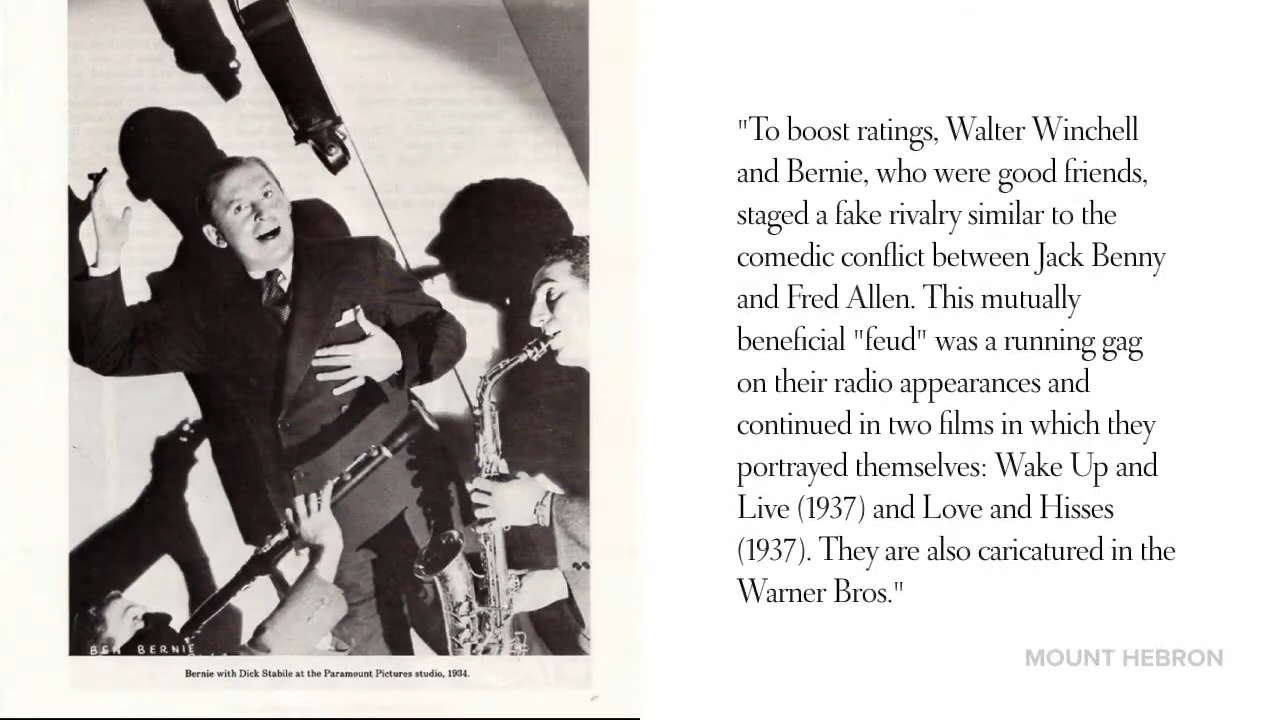 BEN BERNIE
Bernie with Dick Stabile at the Paramount Pictures studio, 1934.
"To boost ratings, Walter Winchell
and Bernie, who were good friends,
staged a fake rivalry similar to the
comedic conflict between Jack Benny
and Fred Allen. This mutually
beneficial "feud" was a running gag
on their radio appearances and
continued in two films in which they
portrayed themselves: Wake Up and
Live (1937) and Love and Hisses
(1937). They are also caricatured in the
Warner Bros."
MOUNT HEBRON